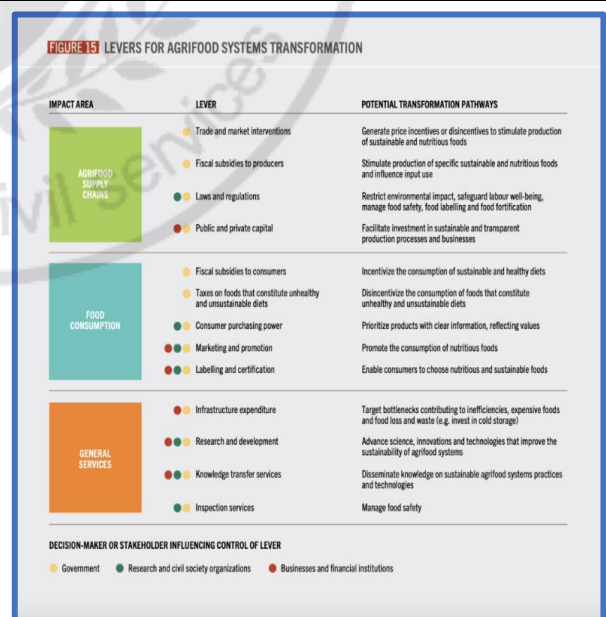 FIGURE 15 LEVERS FOR AGRIFOOD SYSTEMS TRANSFORMATION
IMPACT AREA LEVER POTENTIAL TRANSFORMATION PATHWAYS
AGRIFOOD
SUPPLY
CHAINS
Trade and market interventions
Generate price incentives or disincentives to stimulate production
of sustainable and nutritious foods
Fiscal subsidies to producers
Stimulate production of specific sustainable and nutritious foods
and influence input use
Laws and regulations
Restrict environmental impact, safeguard labour well-being,
manage food safety, food labelling and food fortification
Public and private capital
Facilitate investment in sustainable and transparent
production processes and businesses
FOOD
CONSUMPTION
Fiscal subsidies to consumers
Incentivize the consumption of sustainable and healthy diets
Taxes on foods that constitute unhealthy
and unsustainable diets
Disincentivize the consumption of foods that constitute
unhealthy and unsustainable diets
Consumer purchasing power
Prioritize products with clear information, reflecting values
Marketing and promotion
Promote the consumption of nutritious foods
Labelling and certification
Enable consumers to choose nutritious and sustainable foods
GENERAL
SERVICES
Infrastructure expenditure
Target bottlenecks contributing to inefficiencies, expensive foods
and food loss and waste (e.g. invest in cold storage)
Research and development
Advance science, innovations and technologies that improve the
sustainability of agrifood systems
Knowledge transfer services
Disseminate knowledge on sustainable agrifood systems practices
and technologies
Inspection services
Manage food safety
DECISION-MAKER OR STAKEHOLDER INFLUENCING CONTROL OF LEVER
Government Research and civil society organizations Businesses and financial institutions
civil services